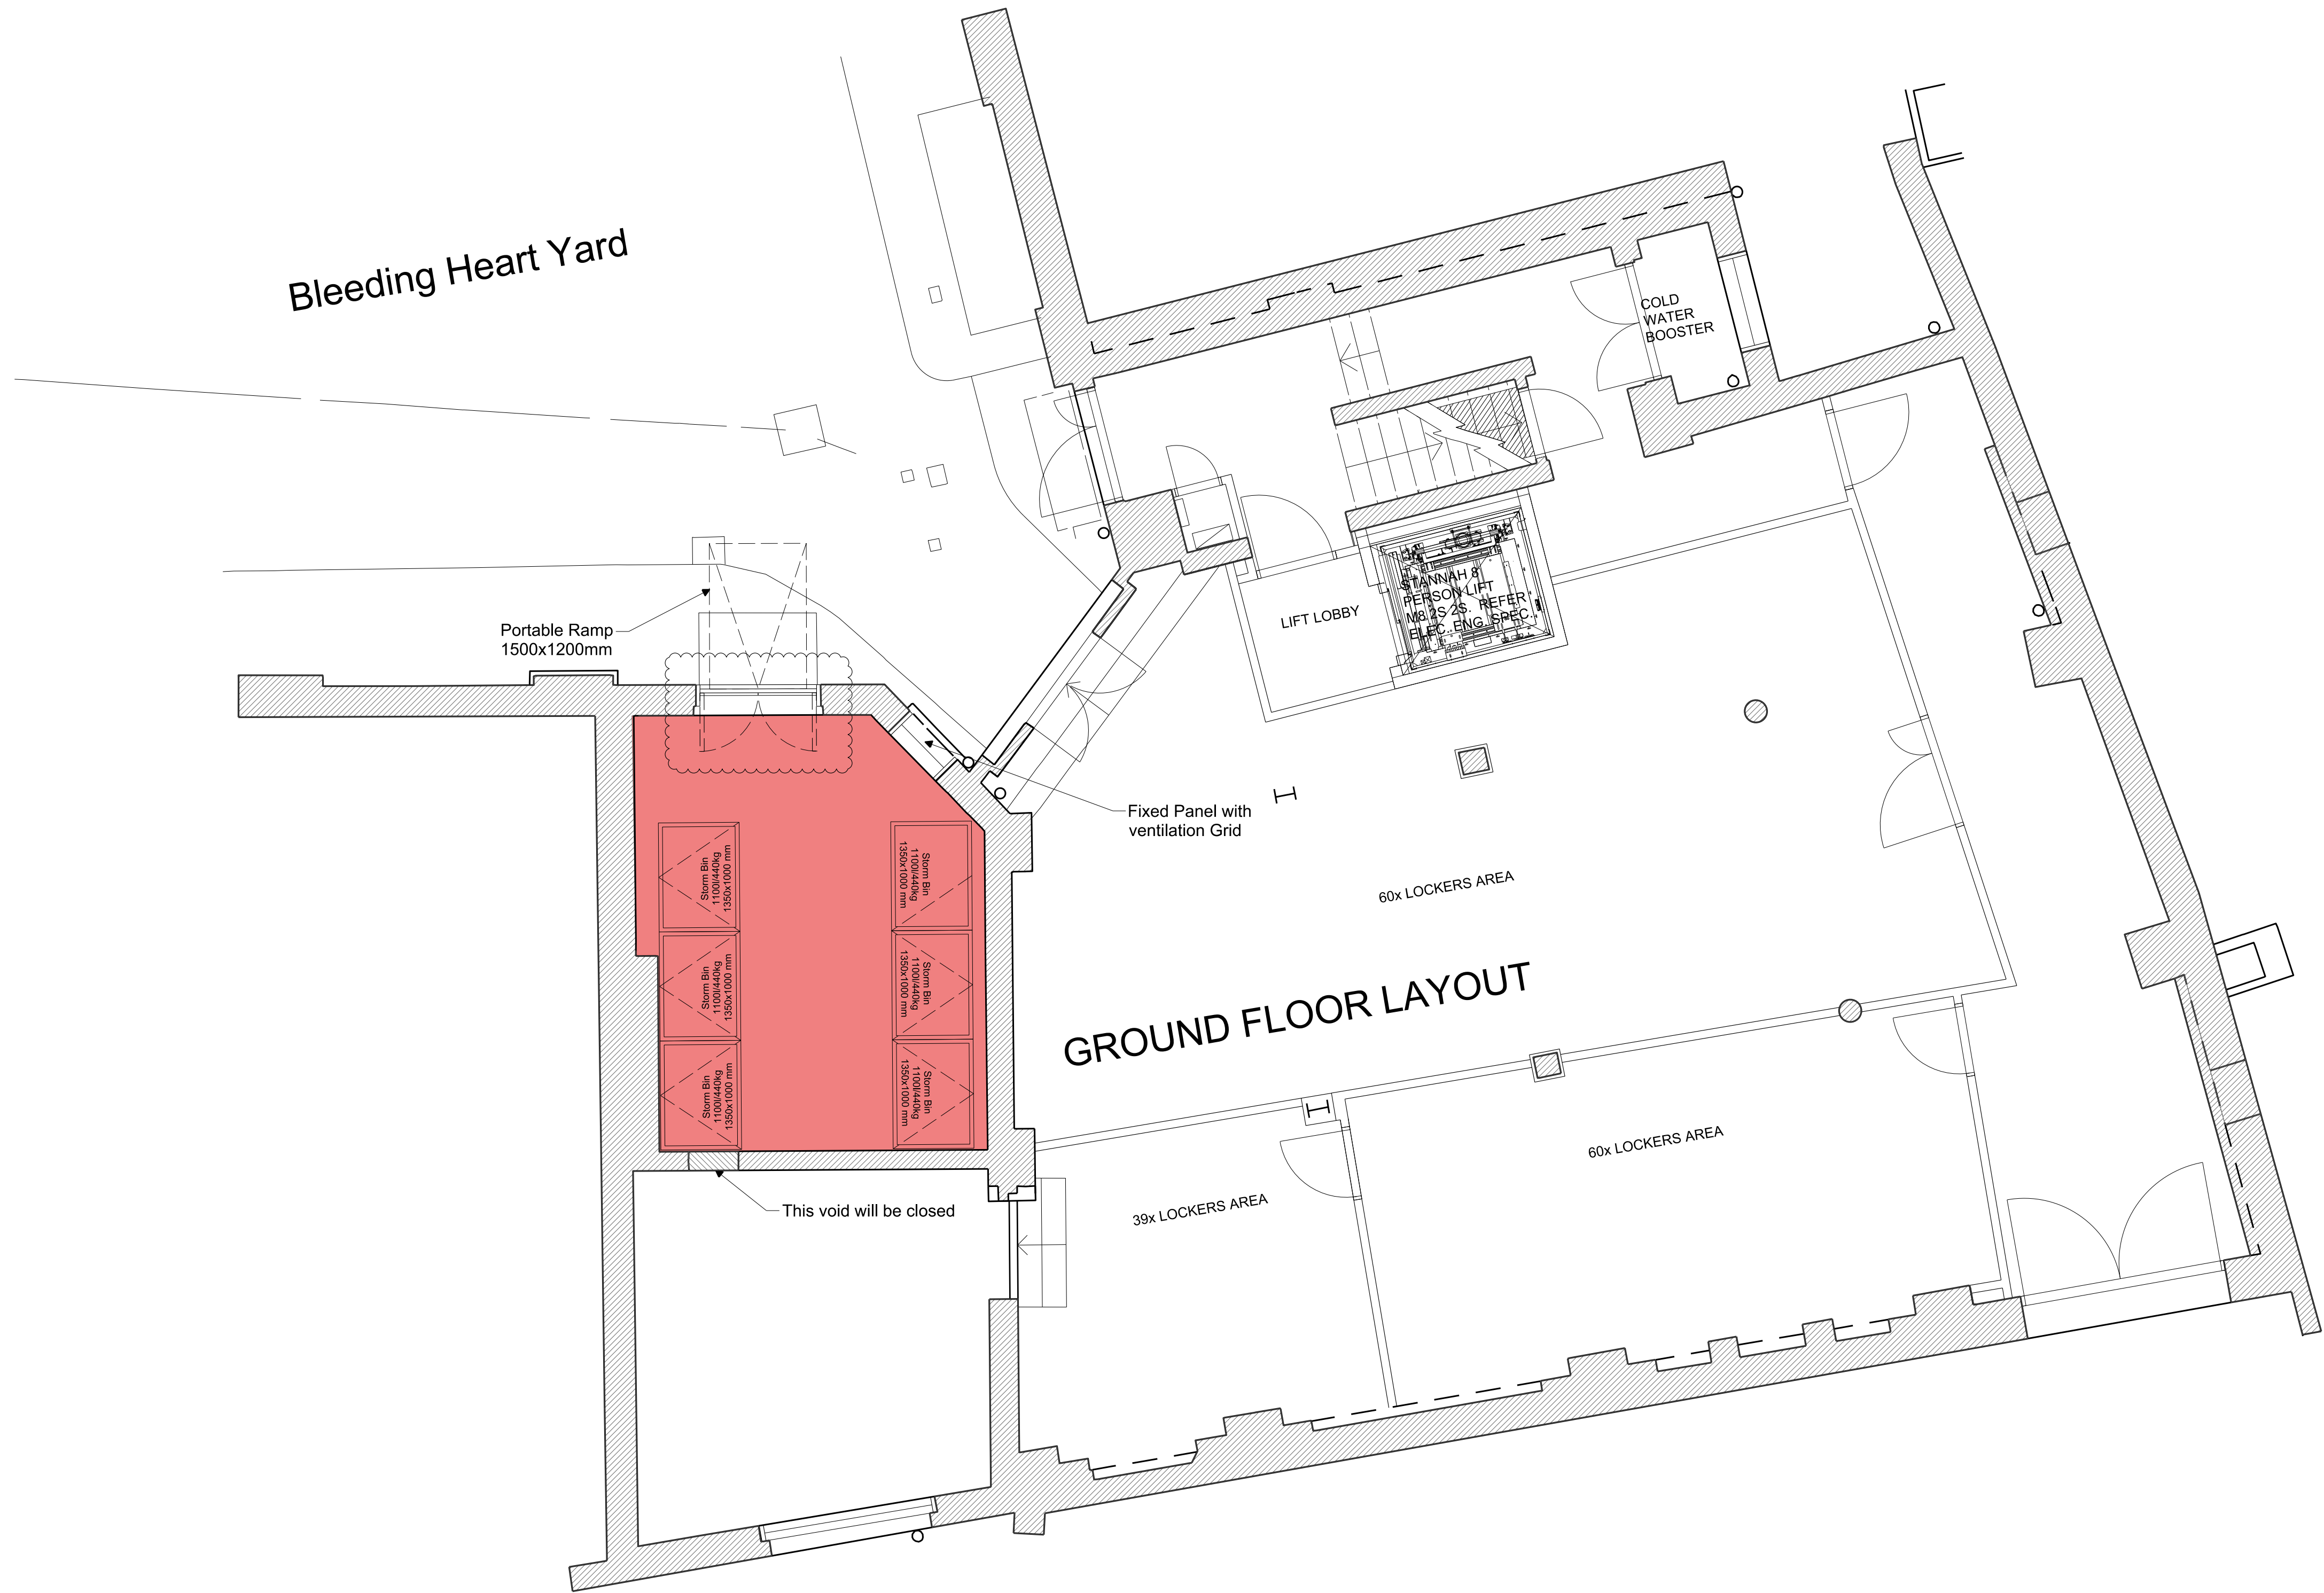 Bleeding Heart Yard
COLD
WATER
BOOSTER
STANNAH 8
PERSON LIFT
M8 2S 2S. REFER
ELEC. ENG. SPEC.
LIFT LOBBY
Portable Ramp
1500x1200mm
Fixed Panel with
ventilation Grid
Storm Bin
1100l/440kg
1350x1000 mm
Storm Bin
1100l/440kg
1350x1000 mm
Storm Bin
1100l/440kg
1350x1000 mm
Storm Bin
1100l/440kg
1350x1000 mm
Storm Bin
1100l/440kg
1350x1000 mm
Storm Bin
1100l/440kg
1350x1000 mm
60x LOCKERS AREA
GROUND FLOOR LAYOUT
60x LOCKERS AREA
39x LOCKERS AREA
This void will be closed